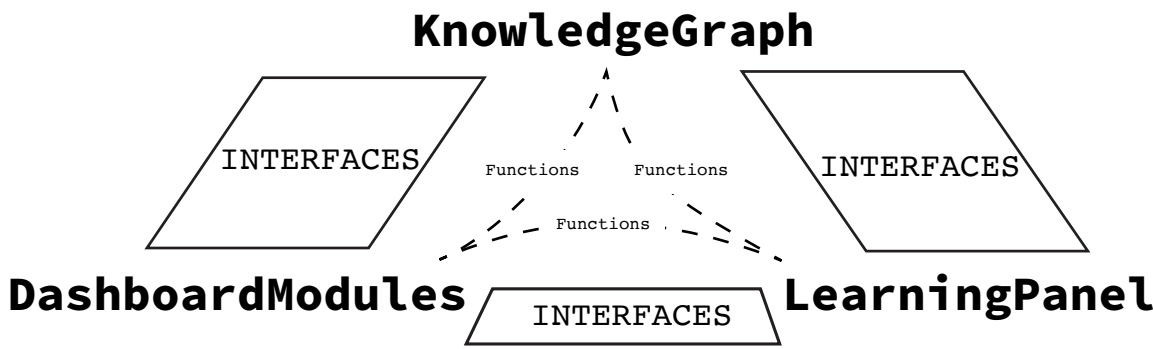 KnowledgeGraph
INTERFACES
INTERFACES
Functions
Functions
Functions
DashboardModules
LearningPanel
INTERFACES